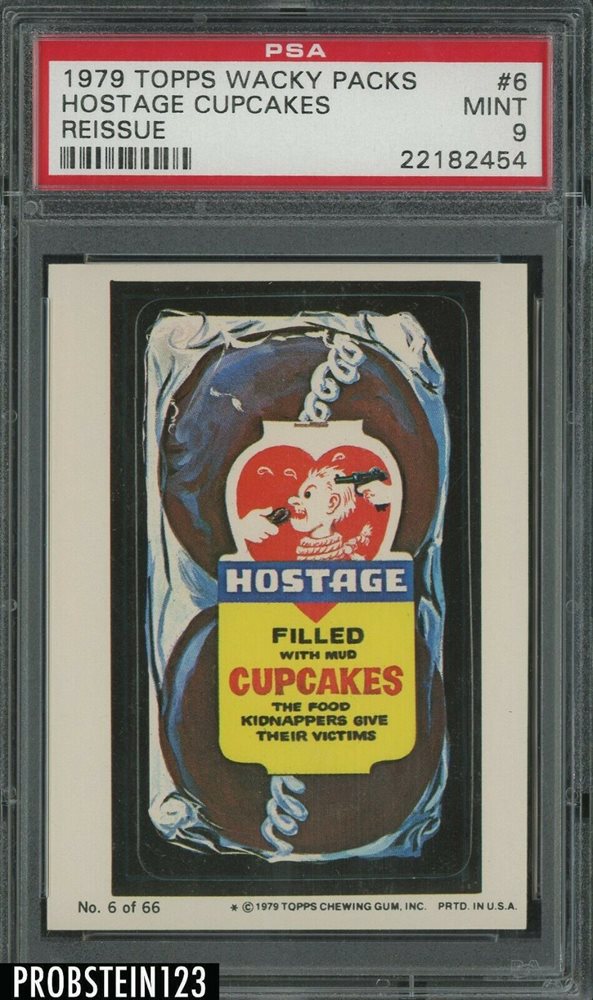 PSA
1979 TOPPS WACKY PACKS #6
HOSTAGE CUPCAKES MINT
REISSUE 9
22182454
HOSTAGE
FILLED
WITH MUD
CUPCAKES
THE FOOD
KIDNAPPERS GIVE
THEIR VICTIMS
No. 6 of 66 * © 1979 TOPPS CHEWING GUM, INC. PRTD. IN U.S.A.
PROBSTEIN123